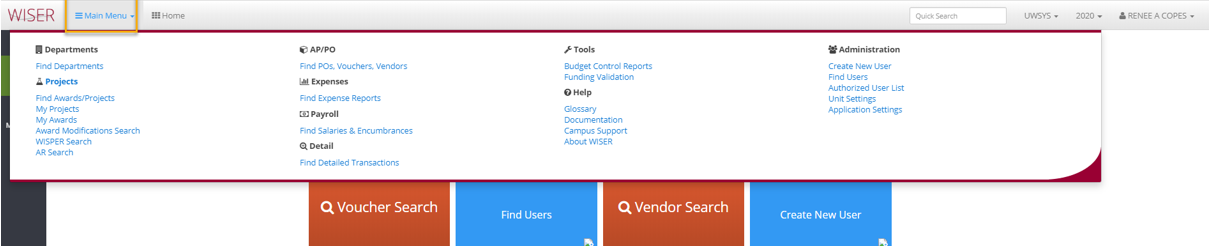 WISER
Main Menu
Home
Quick Search
UWSYS
2020
RENEE A COPES
Departments
Find Departments
Projects
Find Awards/Projects
My Projects
My Awards
Award Modifications Search
WISPER Search
AR Search
AP/PO
Find POs, Vouchers, Vendors
Expenses
Find Expense Reports
Payroll
Find Salaries & Encumbrances
Detail
Find Detailed Transactions
Tools
Budget Control Reports
Funding Validation
Help
Glossary
Documentation
Campus Support
About WISER
Administration
Create New User
Find Users
Authorized User List
Unit Settings
Application Settings
M
Voucher Search
Find Users
Vendor Search
Create New User